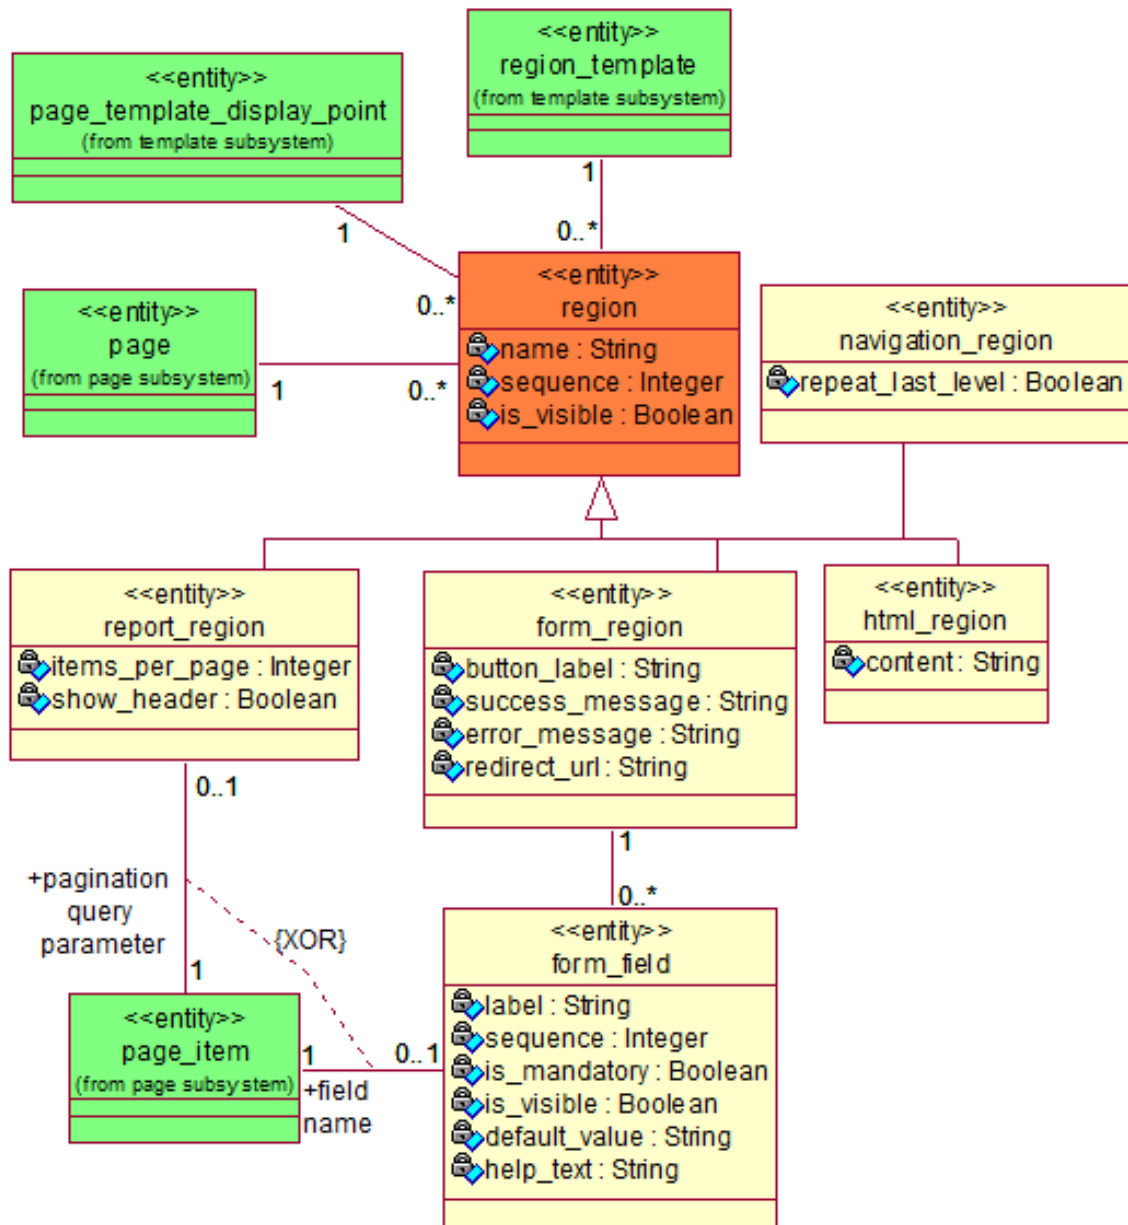 <<entity>>
region_template
(from template subsystem)
<<entity>>
page_template_display_point
(from template subsystem)
1
0..*
1
0..*
<<entity>>
region
name : String
sequence : Integer
is_visible : Boolean
<<entity>>
page
(from page subsystem)
1
0..*
<<entity>>
navigation_region
repeat_last_level : Boolean
<<entity>>
report_region
items_per_page : Integer
show_header : Boolean
<<entity>>
form_region
button_label : String
success_message : String
error_message : String
redirect_url : String
<<entity>>
html_region
content : String
0..1
+pagination
query
parameter
1
{XOR}
1
0..*
<<entity>>
page_item
(from page subsystem)
1
+field
name
0..1
<<entity>>
form_field
label : String
sequence : Integer
is_mandatory : Boolean
is_visible : Boolean
default_value : String
help_text : String